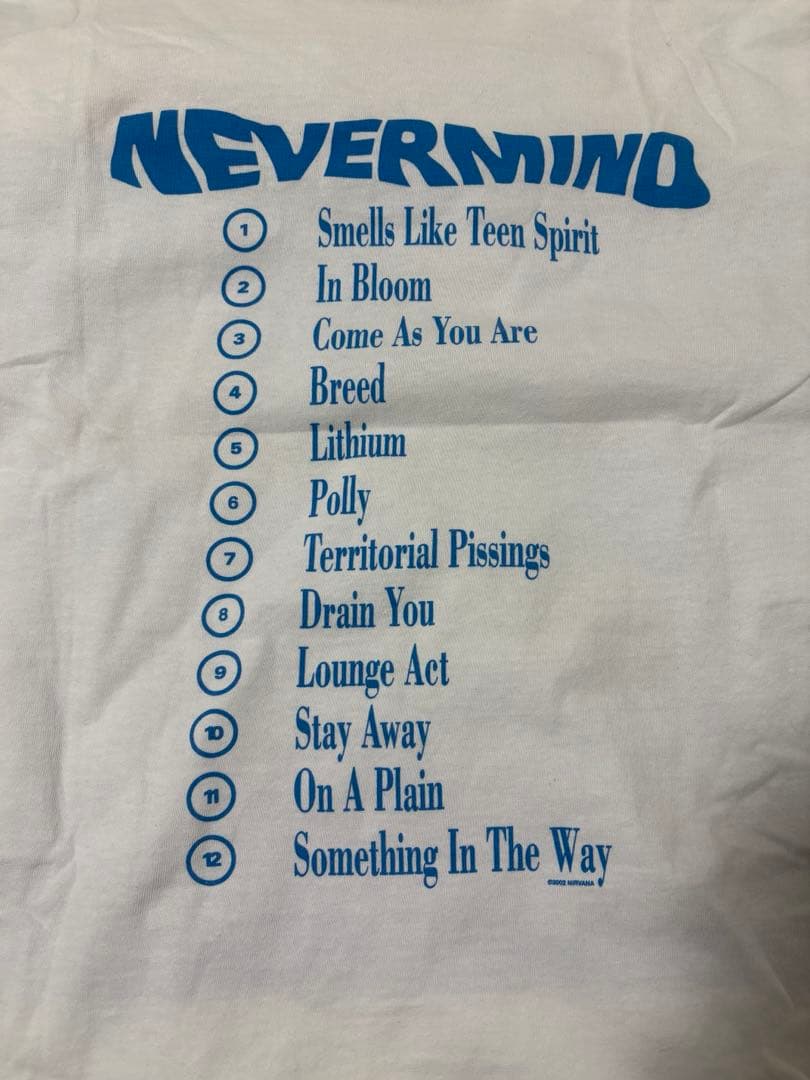 NEVERMIND
1 Smells Like Teen Spirit
2 In Bloom
3 Come As You Are
4 Breed
5 Lithium
6 Polly
7 Territorial Pissings
8 Drain You
9 Lounge Act
10 Stay Away
11 On A Plain
12 Something In The Way
©2002 NIRVANA